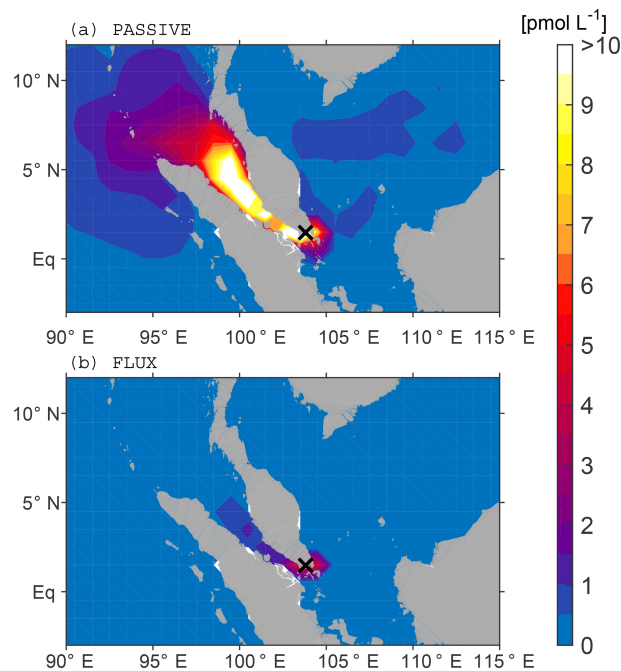 [pmol L⁻¹]
(a) PASSIVE
>10
9
8
7
6
5
4
3
2
1
0
10° N
5° N
Eq
90° E 95° E 100° E 105° E 110° E 115° E
(b) FLUX
10° N
5° N
Eq
90° E 95° E 100° E 105° E 110° E 115° E